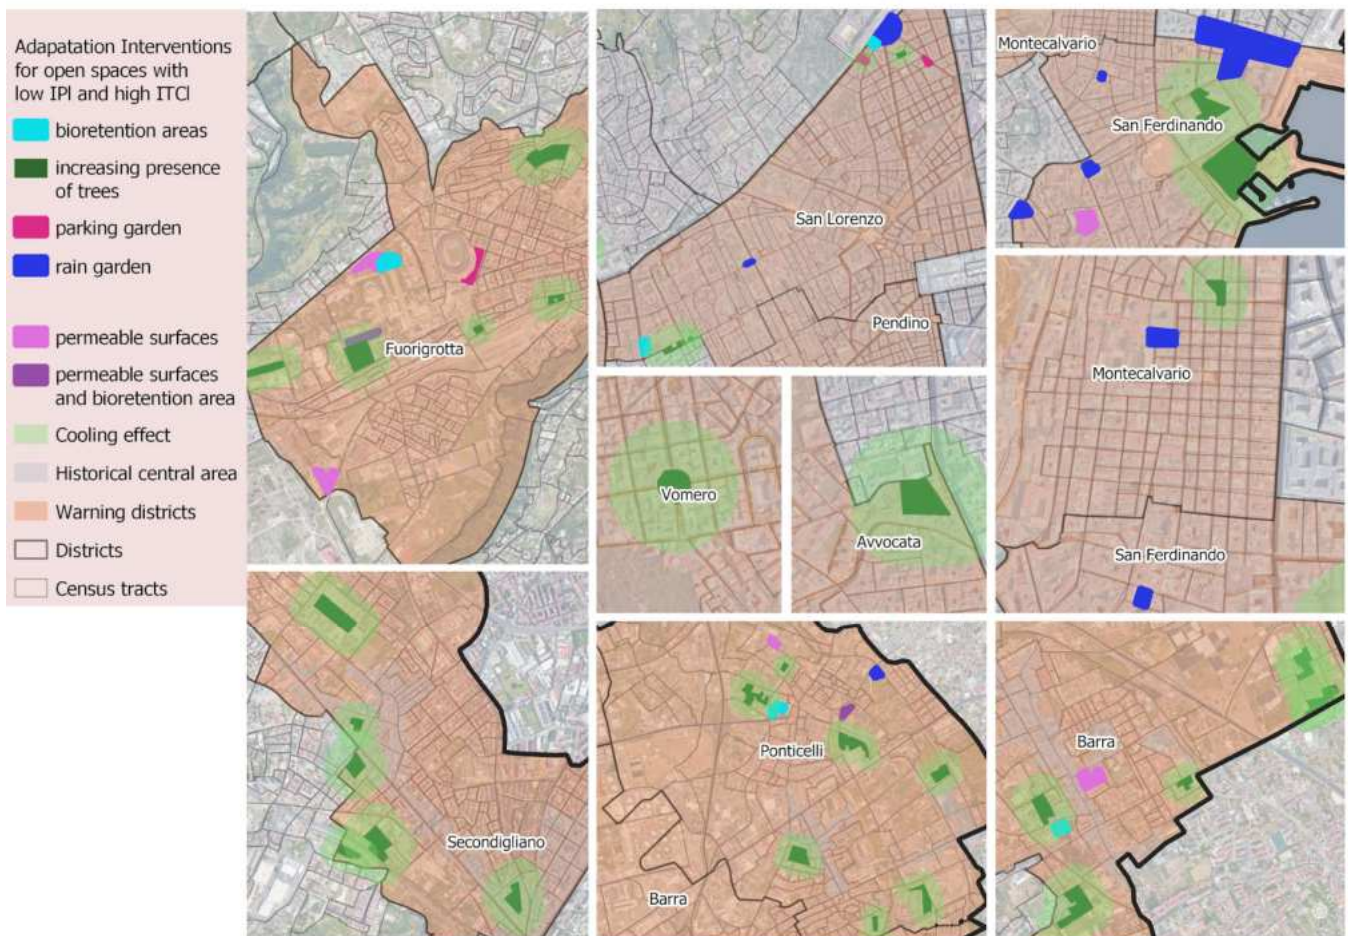 Adapatation Interventions
for open spaces with
low IPI and high ITCI
bioretention areas
increasing presence
of trees
parking garden
rain garden
permeable surfaces
permeable surfaces
and bioretention area
Cooling effect
Historical central area
Warning districts
Districts
Census tracts
Fuorigrotta
San Lorenzo
Pendino
Montecalvario
San Ferdinando
Vomero
Avvocata
Montecalvario
San Ferdinando
Secondigliano
Ponticelli
Barra
Barra